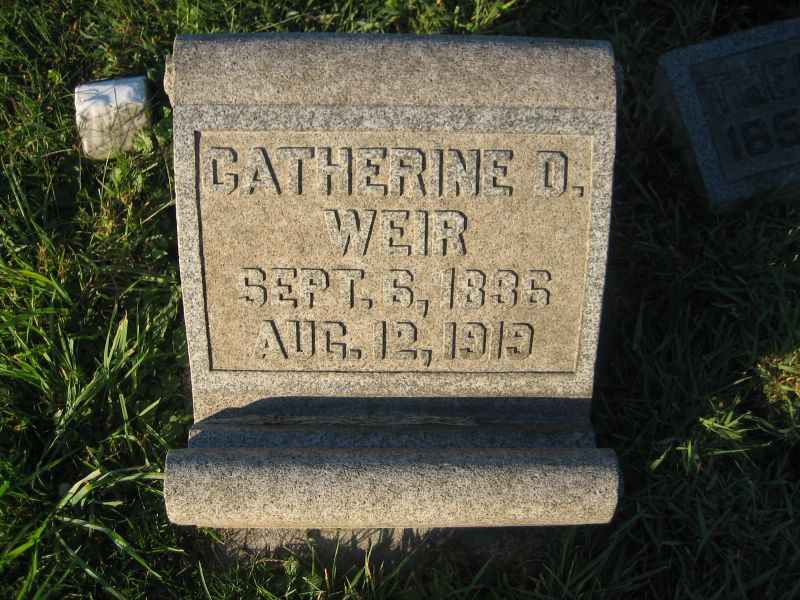 CATHERINE D.
WEIR
SEPT. 6, 1886
AUG. 12, 1919